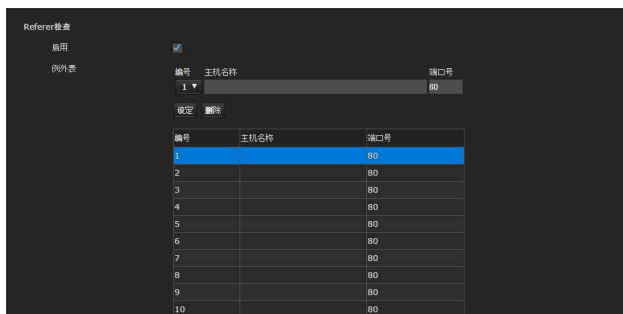 Referer检查
启用
例外表
编号 主机名称 端口号
1 80
设定 删除
编号 主机名称 端口号
1 80
2 80
3 80
4 80
5 80
6 80
7 80
8 80
9 80
10 80